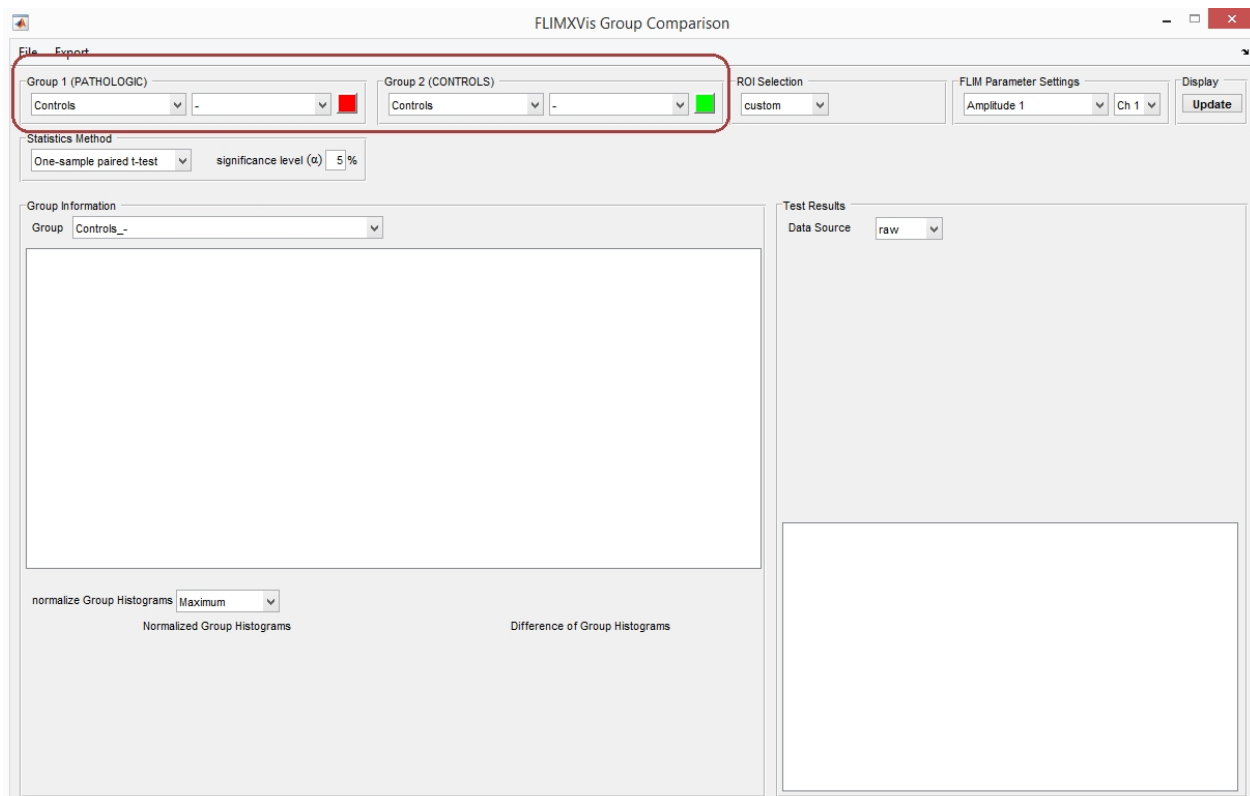 FLIMXVis Group Comparison
File Export
Group 1 (PATHOLOGIC)
Controls
-
Group 2 (CONTROLS)
Controls
-
ROI Selection
custom
FLIM Parameter Settings
Amplitude 1
Ch 1
Display
Update
Statistics Method
One-sample paired t-test
significance level (α) 5 %
Group Information
Group Controls_-
Test Results
Data Source raw
normalize Group Histograms Maximum
Normalized Group Histograms
Difference of Group Histograms